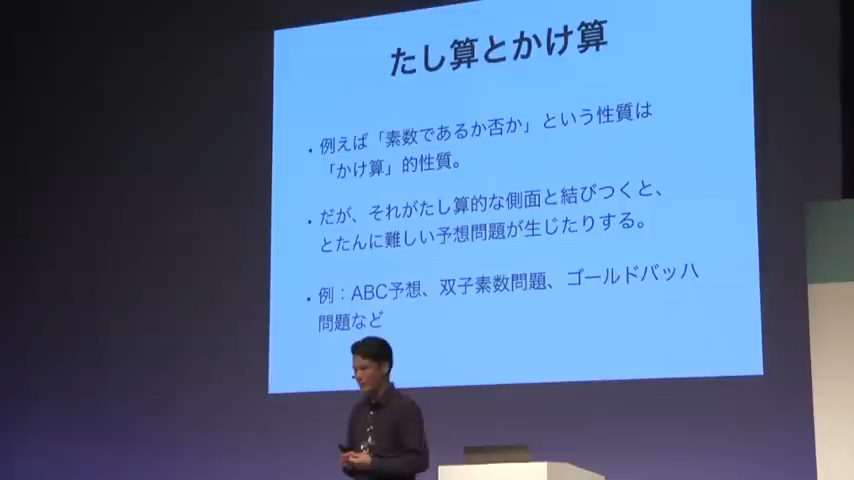 たし算とかけ算
・例えば「素数であるか否か」という性質は
「かけ算」的性質。
・だが、それがたし算的な側面と結びつくと、
とたんに難しい予想問題が生じたりする。
・例：ABC予想、双子素数問題、ゴールドバッハ
問題など